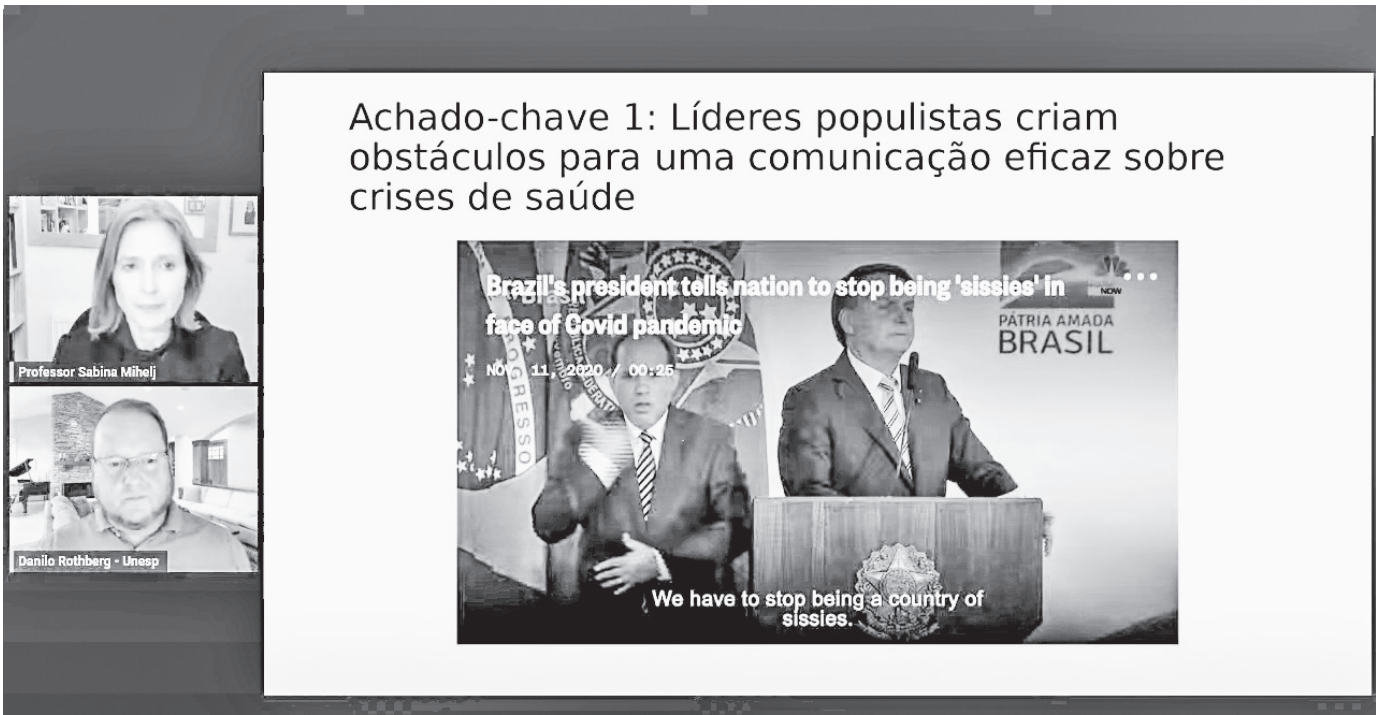 Achado-chave 1: Líderes populistas criam
obstáculos para uma comunicação eficaz sobre
crises de saúde
Brazil's president tells nation to stop being 'sissies' in
face of Covid pandemic
NOV 11, 2020 / 00:25
NOW
PÁTRIA AMADA
BRASIL
PROGRESSO
We have to stop being a country of
sissies.
Professor Sabina Mihelj
Danilo Rothberg - Unesp